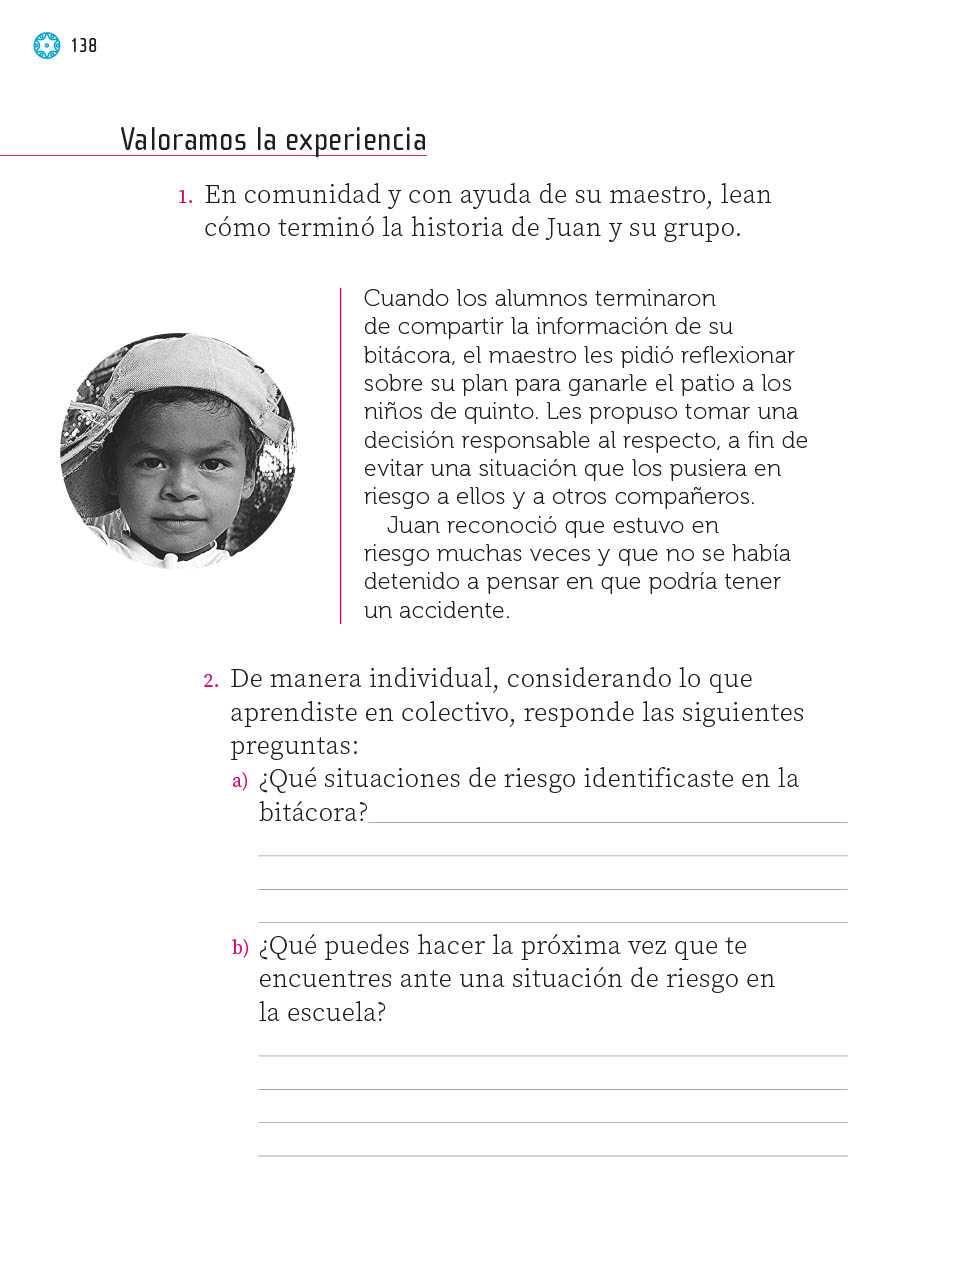 138
Valoramos la experiencia
1. En comunidad y con ayuda de su maestro, lean
cómo terminó la historia de Juan y su grupo.
Cuando los alumnos terminaron
de compartir la información de su
bitácora, el maestro les pidió reflexionar
sobre su plan para ganarle el patio a los
niños de quinto. Les propuso tomar una
decisión responsable al respecto, a fin de
evitar una situación que los pusiera en
riesgo a ellos y a otros compañeros.
Juan reconoció que estuvo en
riesgo muchas veces y que no se había
detenido a pensar en que podría tener
un accidente.
2. De manera individual, considerando lo que
aprendiste en colectivo, responde las siguientes
preguntas:
a) ¿Qué situaciones de riesgo identificaste en la
bitácora?
b) ¿Qué puedes hacer la próxima vez que te
encuentres ante una situación de riesgo en
la escuela?